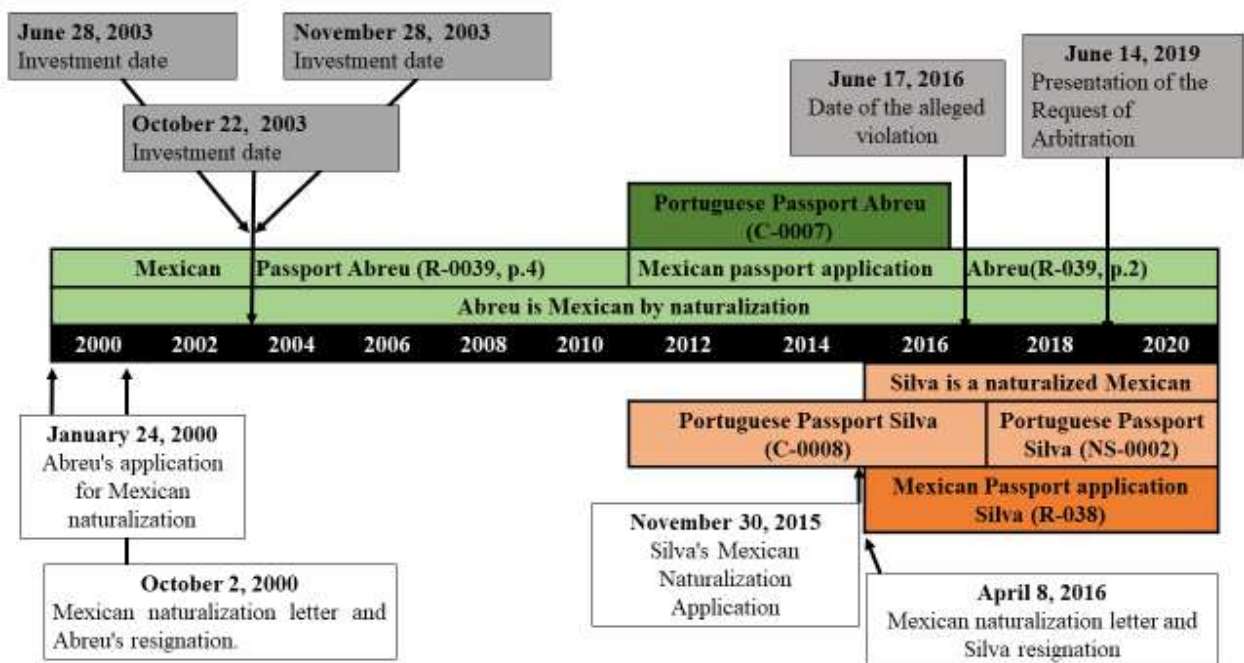 June 28, 2003
Investment date
November 28, 2003
Investment date
October 22, 2003
Investment date
June 17, 2016
Date of the alleged
violation
June 14, 2019
Presentation of the
Request of
Arbitration
Portuguese Passport Abreu
(C-0007)
Mexican Passport Abreu (R-0039, p.4)
Mexican passport application Abreu(R-039, p.2)
Abreu is Mexican by naturalization
2000 2002 2004 2006 2008 2010 2012 2014 2016 2018 2020
Silva is a naturalized Mexican
Portuguese Passport Silva
(C-0008)
Portuguese Passport
Silva (NS-0002)
Mexican Passport application
Silva (R-038)
January 24, 2000
Abreu's application
for Mexican
naturalization
October 2, 2000
Mexican naturalization letter and
Abreu's resignation.
November 30, 2015
Silva's Mexican
Naturalization
Application
April 8, 2016
Mexican naturalization letter and
Silva resignation